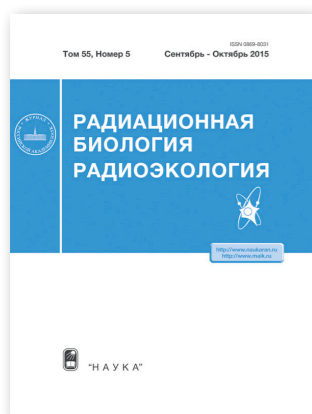 ISSN 0869-8031
Том 55, Номер 5
Сентябрь - Октябрь 2015
РАДИАЦИОННАЯ
БИОЛОГИЯ
РАДИОЭКОЛОГИЯ
http://www.naukaran.ru
http://www.maik.ru
"НАУКА"